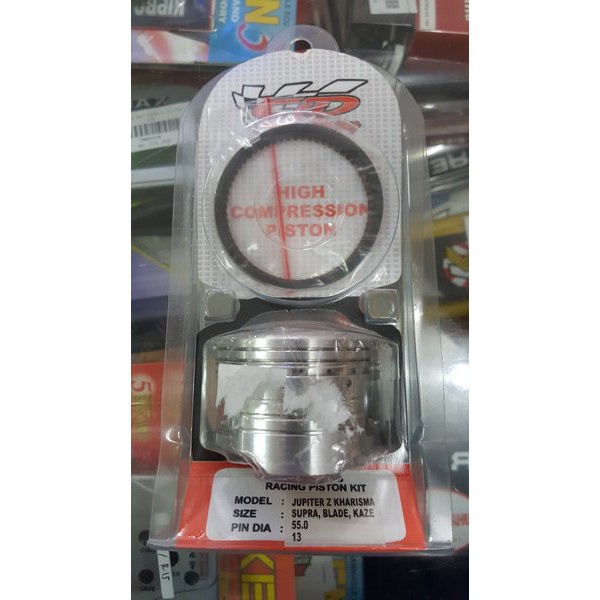 HIGH
COMPRESSION
PISTON
RACING PISTON KIT
MODEL : JUPITER Z KHARISMA
SIZE : SUPRA, BLADE, KAZE
PIN DIA : 55.0
13